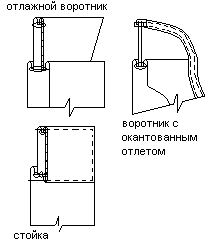 отлажной воротник
воротник с
окантованным
отлетом
стойка